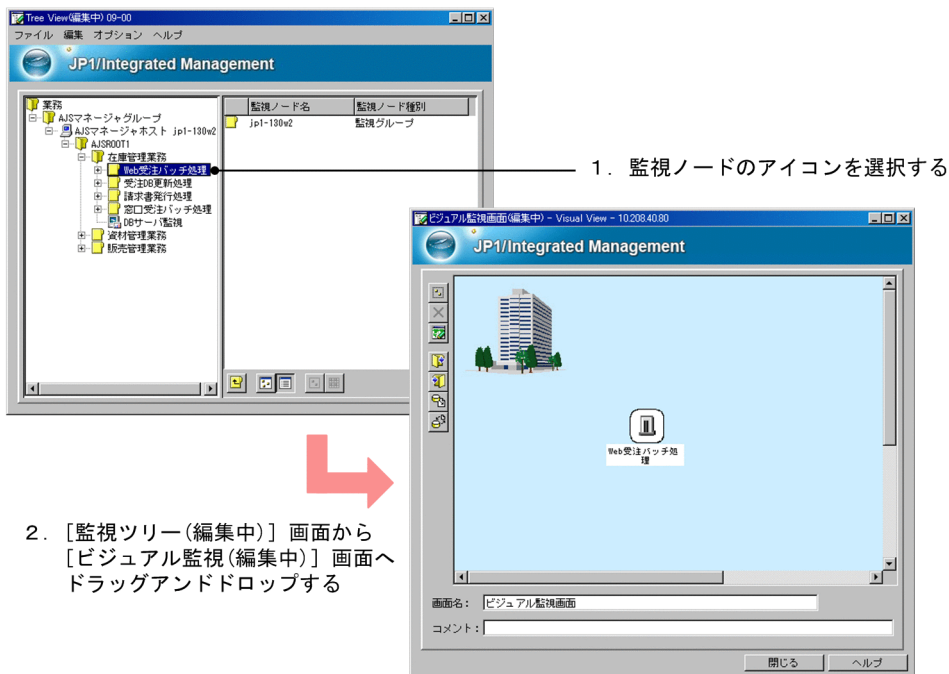 Tree View(編集中) 09-00
ファイル 編集 オプション ヘルプ
JP1/Integrated Management
業務
AJSマネージャグループ
AJSマネージャホスト jp1-130w2
AJSROOT1
在庫管理業務
Web受注バッチ処理
受注DB更新処理
請求書発行処理
窓口受注バッチ処理
DBサーバ監視
資材管理業務
販売管理業務
監視ノード名 監視ノード種別
jp1-130w2 監視グループ
1. 監視ノードのアイコンを選択する
ビジュアル監視画面(編集中) - Visual View - 10.208.40.80
JP1/Integrated Management
Web受注バッチ処
理
画面名: ビジュアル監視画面
コメント:
閉じる ヘルプ
2. [監視ツリー(編集中)] 画面から
[ビジュアル監視(編集中)] 画面へ
ドラッグアンドドロップする